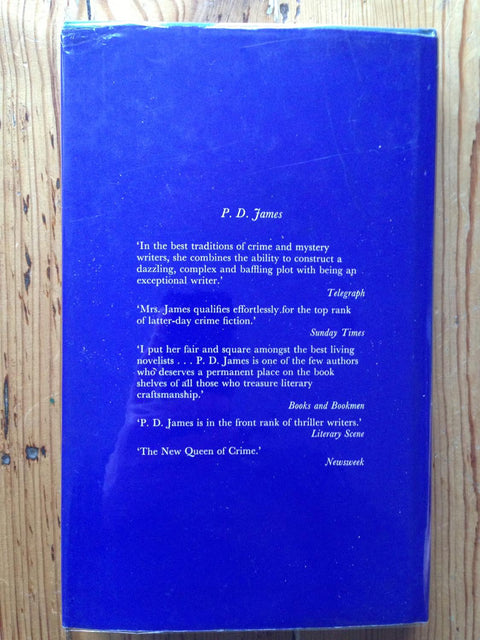 P. D. James
'In the best traditions of crime and mystery
writers, she combines the ability to construct a
dazzling, complex and baffling plot with being an
exceptional writer.'
Telegraph
'Mrs. James qualifies effortlessly for the top rank
of latter-day crime fiction.'
Sunday Times
'I put her fair and square amongst the best living
novelists . . . P. D. James is one of the few authors
who deserves a permanent place on the book
shelves of all those who treasure literary
craftsmanship.'
Books and Bookmen
'P. D. James is in the front rank of thriller writers.'
Literary Scene
'The New Queen of Crime.'
Newsweek